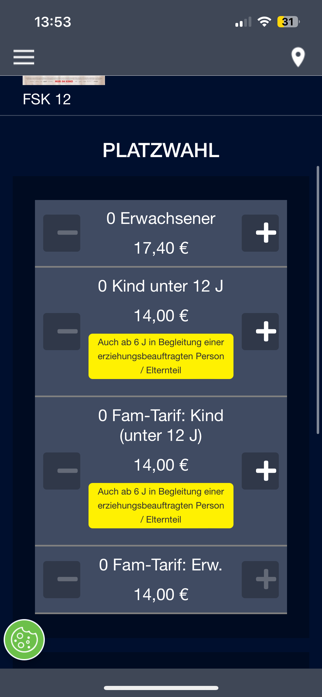 13:53
31
FSK 12
PLATZWAHL
0 Erwachsener
17,40 €
0 Kind unter 12 J
14,00 €
Auch ab 6 J in Begleitung einer
erziehungsbeauftragten Person
/ Elternteil
0 Fam-Tarif: Kind
(unter 12 J)
14,00 €
Auch ab 6 J in Begleitung einer
erziehungsbeauftragten Person
/ Elternteil
0 Fam-Tarif: Erw.
14,00 €